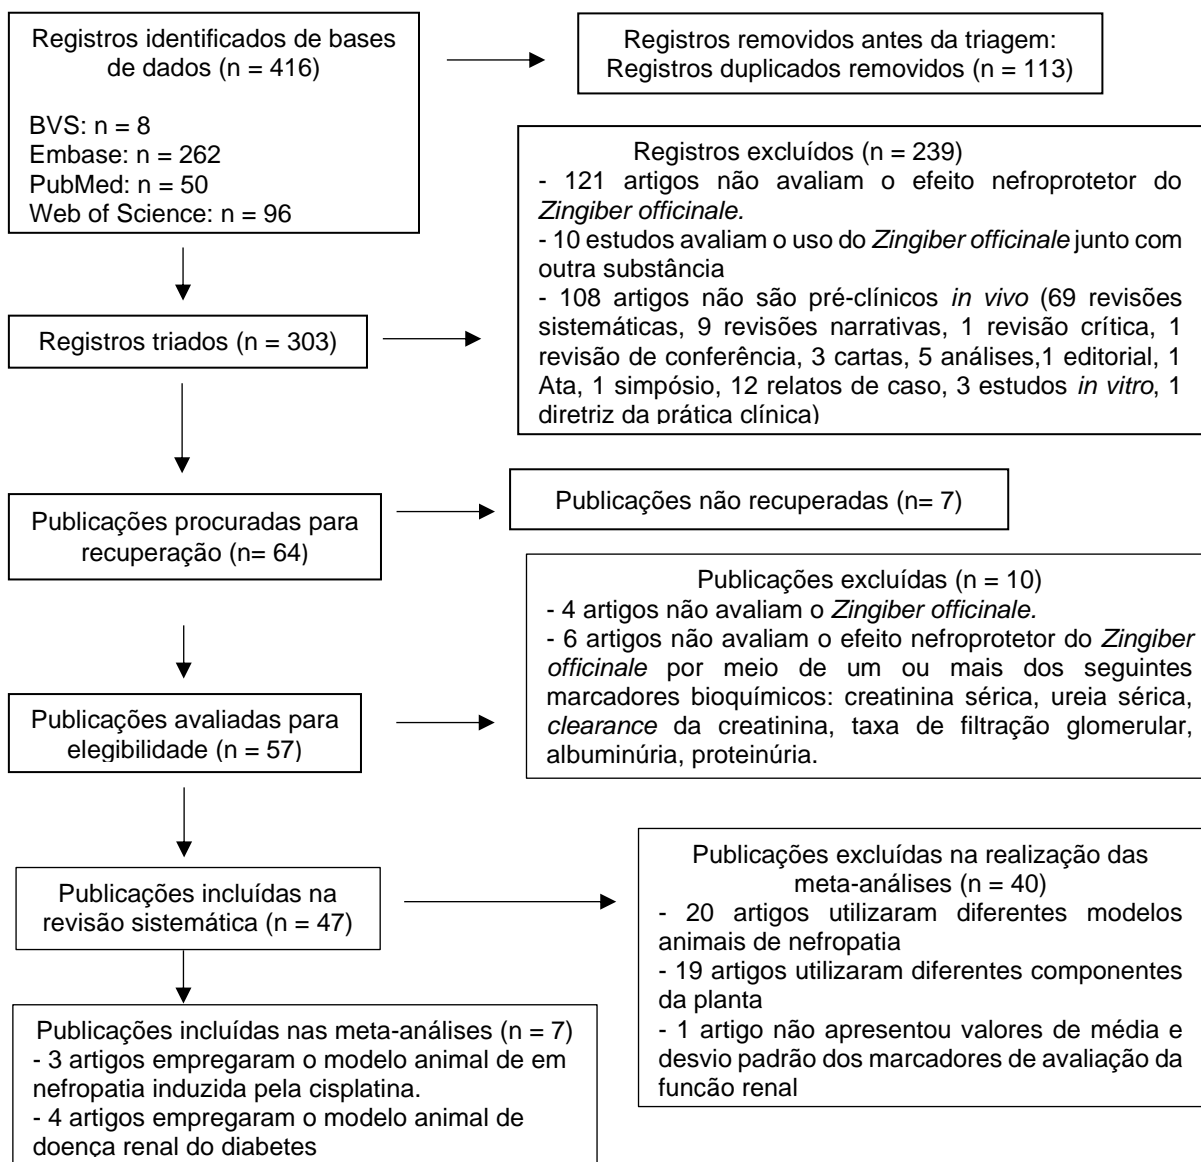 Registros identificados de bases
de dados (n = 416)
BVS: n = 8
Embase: n = 262
PubMed: n = 50
Web of Science: n = 96
Registros removidos antes da triagem:
Registros duplicados removidos (n = 113)
Registros excluídos (n = 239)
- 121 artigos não avaliam o efeito nefroprotetor do
Zingiber officinale.
- 10 estudos avaliam o uso do Zingiber officinale junto com
outra substância
- 108 artigos não são pré-clínicos in vivo (69 revisões
sistemáticas, 9 revisões narrativas, 1 revisão crítica, 1
revisão de conferência, 3 cartas, 5 análises,1 editorial, 1
Ata, 1 simpósio, 12 relatos de caso, 3 estudos in vitro, 1
diretriz da prática clínica)
Registros triados (n = 303)
Publicações procuradas para
recuperação (n= 64)
Publicações não recuperadas (n= 7)
Publicações excluídas (n = 10)
- 4 artigos não avaliam o Zingiber officinale.
- 6 artigos não avaliam o efeito nefroprotetor do Zingiber
officinale por meio de um ou mais dos seguintes
marcadores bioquímicos: creatinina sérica, ureia sérica,
clearance da creatinina, taxa de filtração glomerular,
albuminúria, proteinúria.
Publicações avaliadas para
elegibilidade (n = 57)
Publicações incluídas na
revisão sistemática (n = 47)
Publicações excluídas na realização das
meta-análises (n = 40)
- 20 artigos utilizaram diferentes modelos
animais de nefropatia
- 19 artigos utilizaram diferentes componentes
da planta
- 1 artigo não apresentou valores de média e
desvio padrão dos marcadores de avaliação da
função renal
Publicações incluídas nas meta-análises (n = 7)
- 3 artigos empregaram o modelo animal de em
nefropatia induzida pela cisplatina.
- 4 artigos empregaram o modelo animal de
doença renal do diabetes